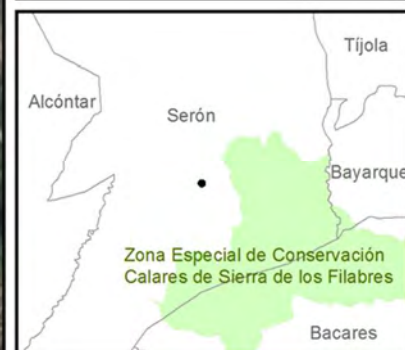 Tíjola
Alcóntar
Serón
Bayarque
Zona Especial de Conservación
Calares de Sierra de los Filabres
Bacares